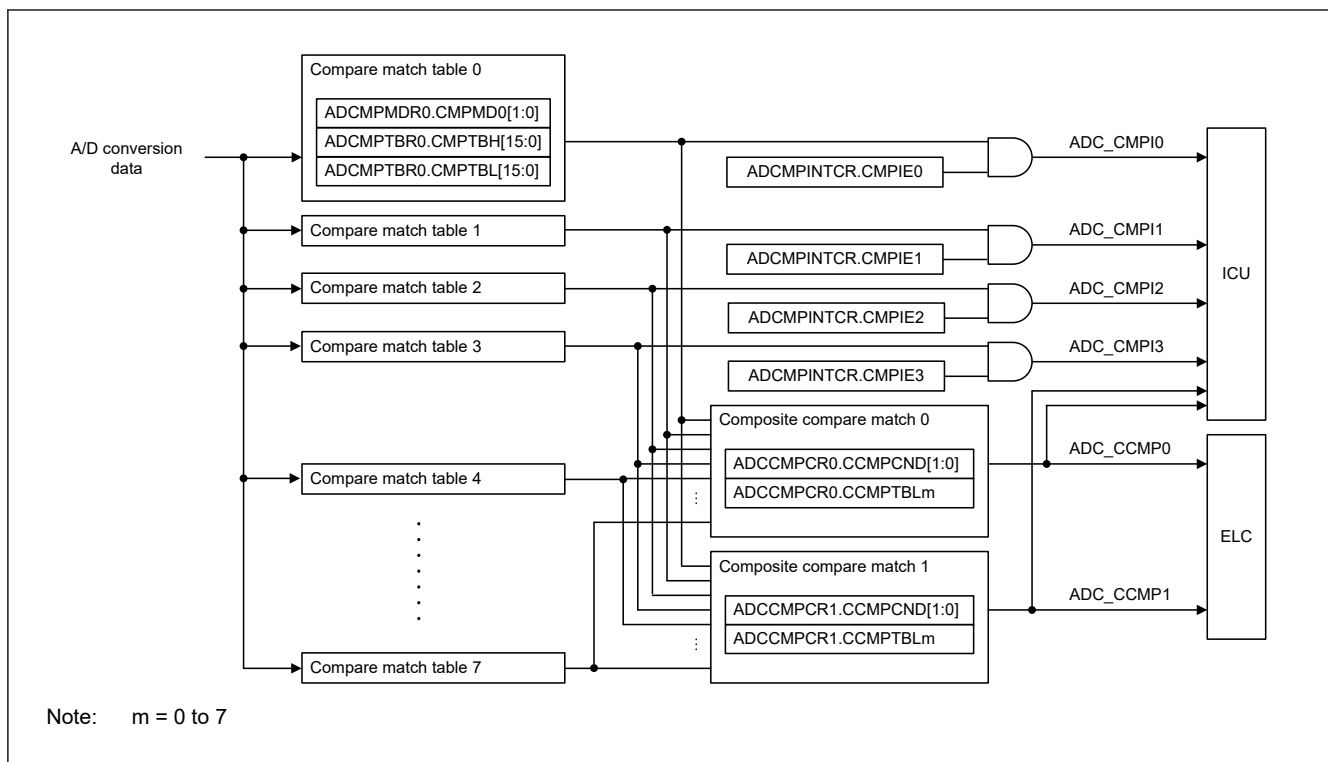 Compare match table 0
ADCMPMDR0.CMPMD0[1:0]
ADCMPTBR0.CMPTBH[15:0]
ADCMPTBR0.CMPTBL[15:0]
A/D conversion
data
ADCMPINTCR.CMPIE0
ADC_CMPI0
Compare match table 1
ADCMPINTCR.CMPIE1
ADC_CMPI1
ICU
Compare match table 2
ADCMPINTCR.CMPIE2
ADC_CMPI2
Compare match table 3
ADCMPINTCR.CMPIE3
ADC_CMPI3
Composite compare match 0
ADCCMPCR0.CCMPCND[1:0]
ADCCMPCR0.CCMPTBLm
ADC_CCMP0
Compare match table 4
ELC
Composite compare match 1
ADCCMPCR1.CCMPCND[1:0]
ADCCMPCR1.CCMPTBLm
ADC_CCMP1
Compare match table 7
Note: m = 0 to 7